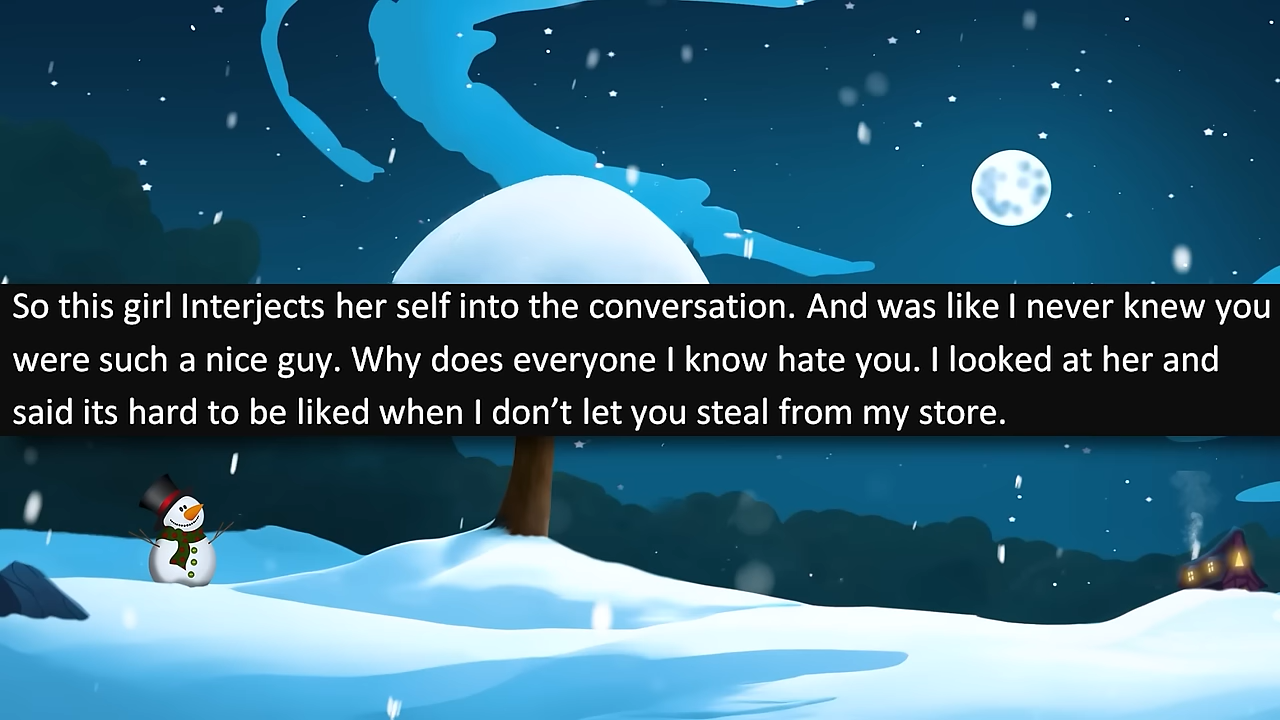 So this girl Interjects her self into the conversation. And was like I never knew you
were such a nice guy. Why does everyone I know hate you. I looked at her and
said its hard to be liked when I don’t let you steal from my store.